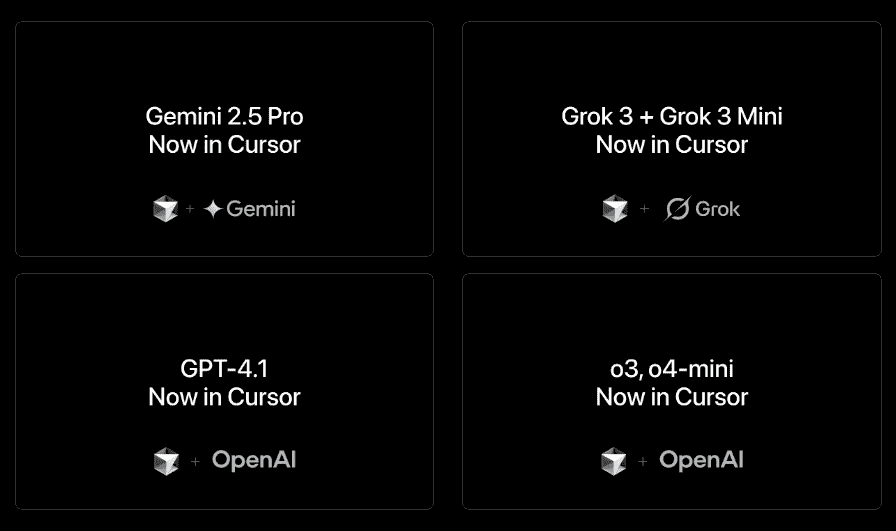 Gemini 2.5 Pro
Now in Cursor
+ Gemini
Grok 3 + Grok 3 Mini
Now in Cursor
+ Grok
GPT-4.1
Now in Cursor
+ OpenAI
o3, o4-mini
Now in Cursor
+ OpenAI